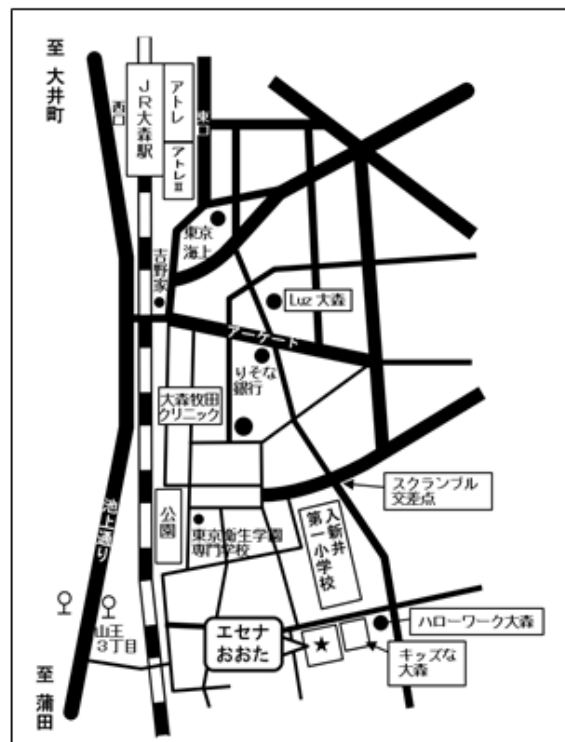 至 大井町
西口
JR大森駅
アトレ
アトレⅡ
東口
東京
海上
吉野家
Luz 大森
アーケード
りそな
銀行
大森牧田
クリニック
スクランブル
交差点
公園
池上通り
東京衛生学園
専門学校
入新井
第一小学校
山王
3丁目
エセナ
おおた
ハローワーク大森
キッズな
大森
至 蒲田